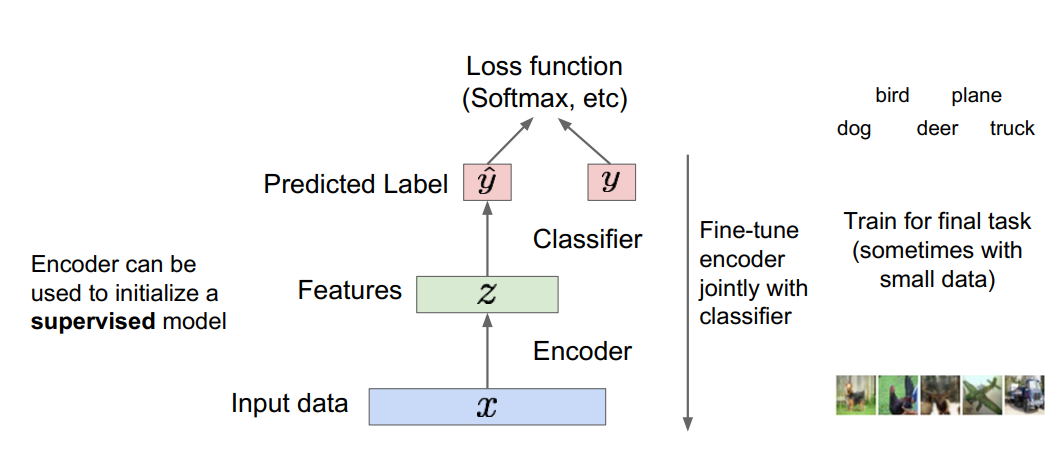 Loss function
(Softmax, etc)
bird plane
dog deer truck
Predicted Label ŷ y
Classifier
Fine-tune
encoder
jointly with
classifier
Train for final task
(sometimes with
small data)
Encoder can be
used to initialize a
supervised model
Features z
Encoder
Input data x